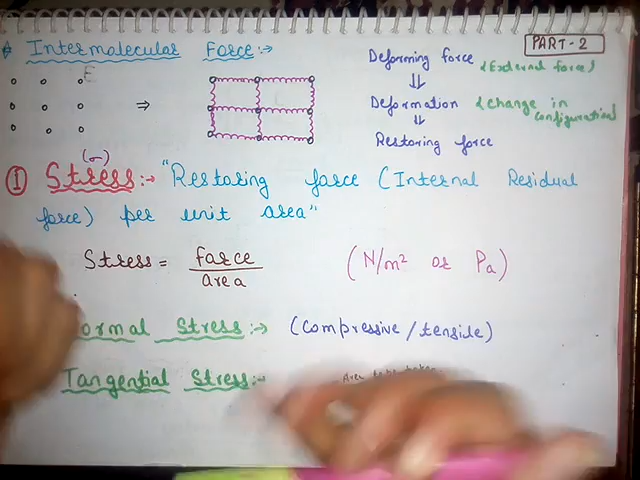 PART-2
Intermolecular Force:→
Deforming force (External force)
⇒
⇓
Deformation (Change in configuration)
⇓
Restoring force
(σ)
① Stress:→ "Restoring force (Internal Residual
force) per unit area"
Stress = force/area (N/m² or Pa)
ormal Stress:→ (compressive/tensile)
Tangential Stress:-